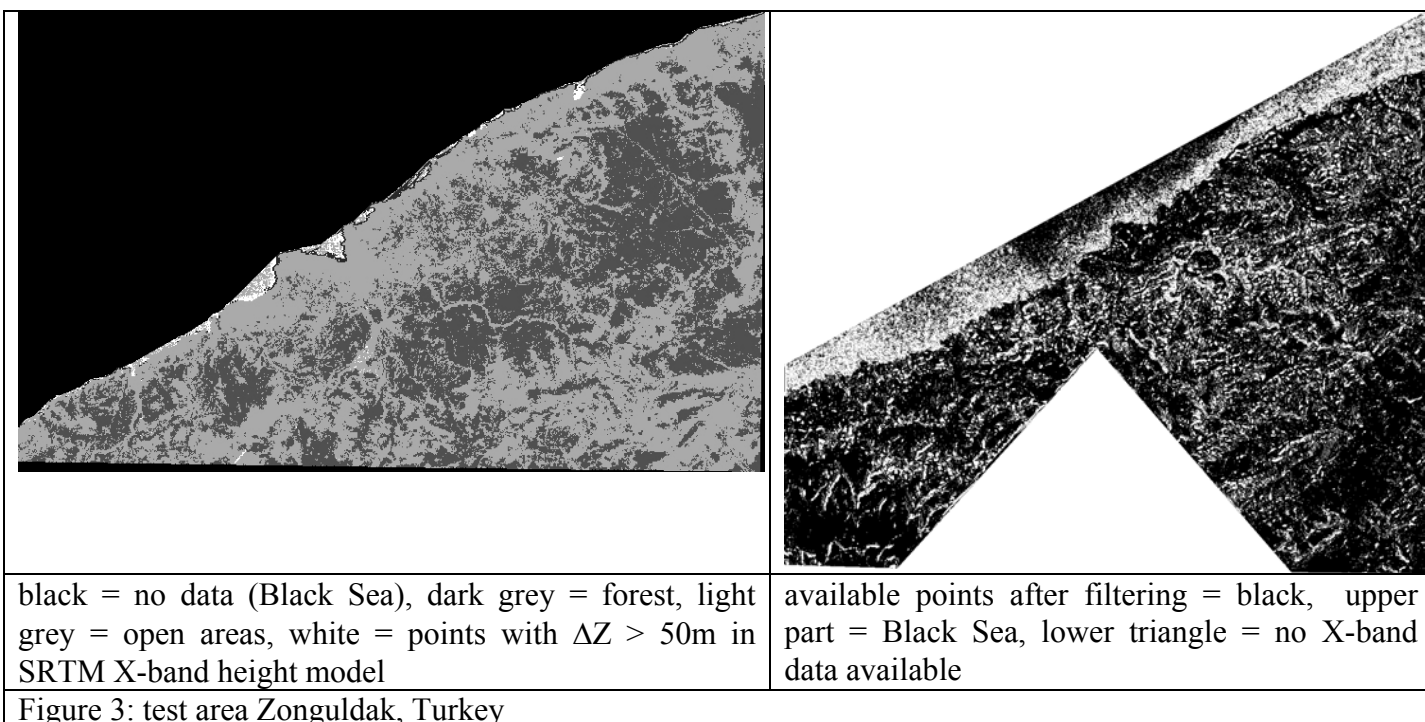 black = no data (Black Sea), dark grey = forest, light
grey = open areas, white = points with ΔZ > 50m in
SRTM X-band height model
available points after filtering = black, upper
part = Black Sea, lower triangle = no X-band
data available
Figure 3: test area Zonguldak, Turkey